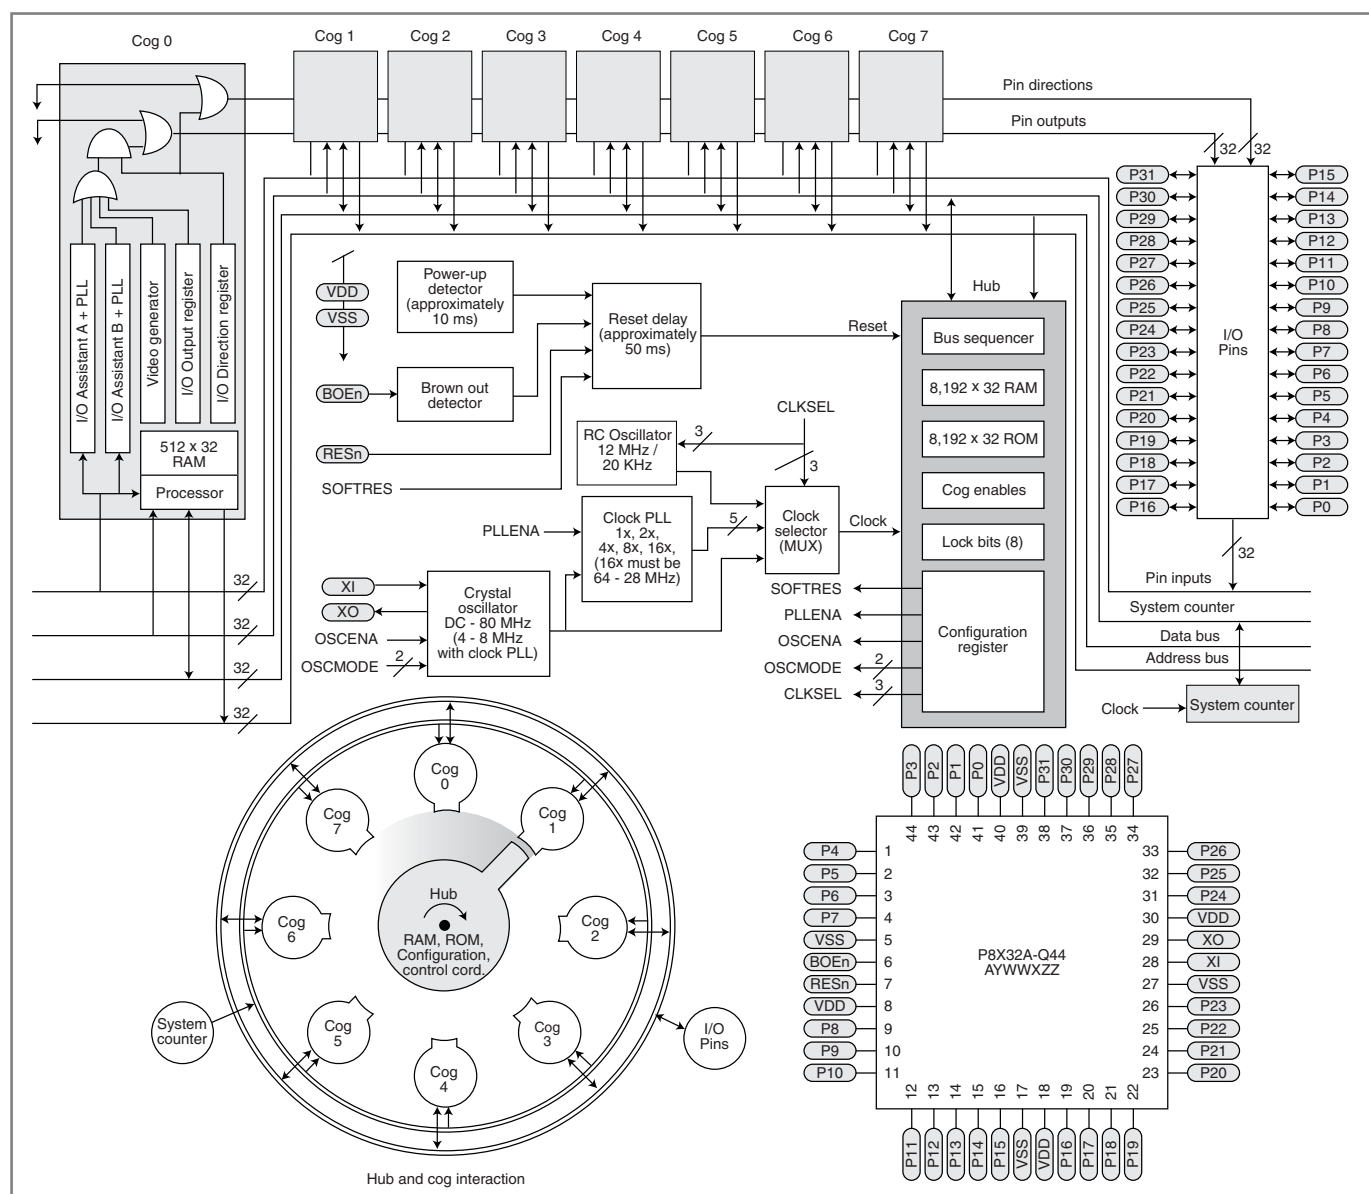 Cog 0
Cog 1
Cog 2
Cog 3
Cog 4
Cog 5
Cog 6
Cog 7
Pin directions
Pin outputs
32
32
I/O Assistant A + PLL
I/O Assistant B + PLL
Video generator
I/O Output register
I/O Direction register
512 x 32
RAM
Processor
32
32
32
32
VDD
VSS
BOEn
RESn
SOFTRES
Power-up
detector
(approximately
10 ms)
Brown out
detector
Reset delay
(approximately
50 ms)
Reset
CLKSEL
3
3
RC Oscillator
12 MHz /
20 KHz
PLLENA
Clock PLL
1x, 2x,
4x, 8x, 16x,
(16x must be
64 - 28 MHz)
5
Clock
selector
(MUX)
Clock
XI
XO
OSCENA
OSCMODE
2
Crystal
oscillator
DC - 80 MHz
(4 - 8 MHz
with clock PLL)
Hub
Bus sequencer
8,192 x 32 RAM
8,192 x 32 ROM
Cog enables
Lock bits (8)
Configuration
register
SOFTRES
PLLENA
OSCENA
OSCMODE
2
CLKSEL
3
P31
P30
P29
P28
P27
P26
P25
P24
P23
P22
P21
P20
P19
P18
P17
P16
I/O
Pins
P15
P14
P13
P12
P11
P10
P9
P8
P7
P6
P5
P4
P3
P2
P1
P0
32
Pin inputs
System counter
Data bus
Address bus
Clock
System counter
Cog
0
Cog
1
Cog
2
Cog
3
Cog
4
Cog
5
Cog
6
Cog
7
Hub
RAM, ROM,
Configuration,
control cord.
System
counter
I/O
Pins
Hub and cog interaction
P3
P2
P1
P0
VDD
VSS
P31
P30
P29
P28
P27
44
43
42
41
40
39
38
37
36
35
34
P4
P5
P6
P7
VSS
BOEn
RESn
VDD
P8
P9
P10
1
2
3
4
5
6
7
8
9
10
11
P8X32A-Q44
AYWWXZZ
33
32
31
30
29
28
27
26
25
24
23
P26
P25
P24
VDD
XO
XI
VSS
P23
P22
P21
P20
12
13
14
15
16
17
18
19
20
21
22
P11
P12
P13
P14
P15
VSS
VDD
P16
P17
P18
P19